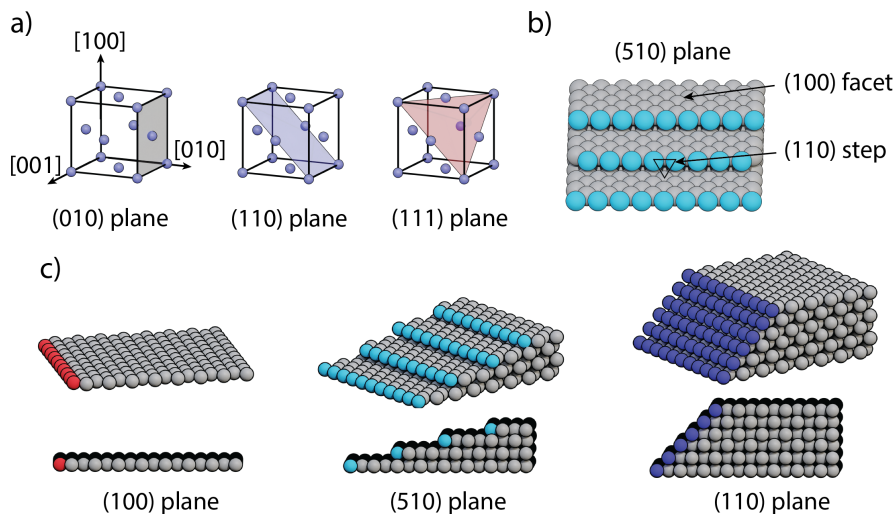 a)
[100]
[001]
[010]
(010) plane
(110) plane
(111) plane
b)
(510) plane
(100) facet
(110) step
c)
(100) plane
(510) plane
(110) plane